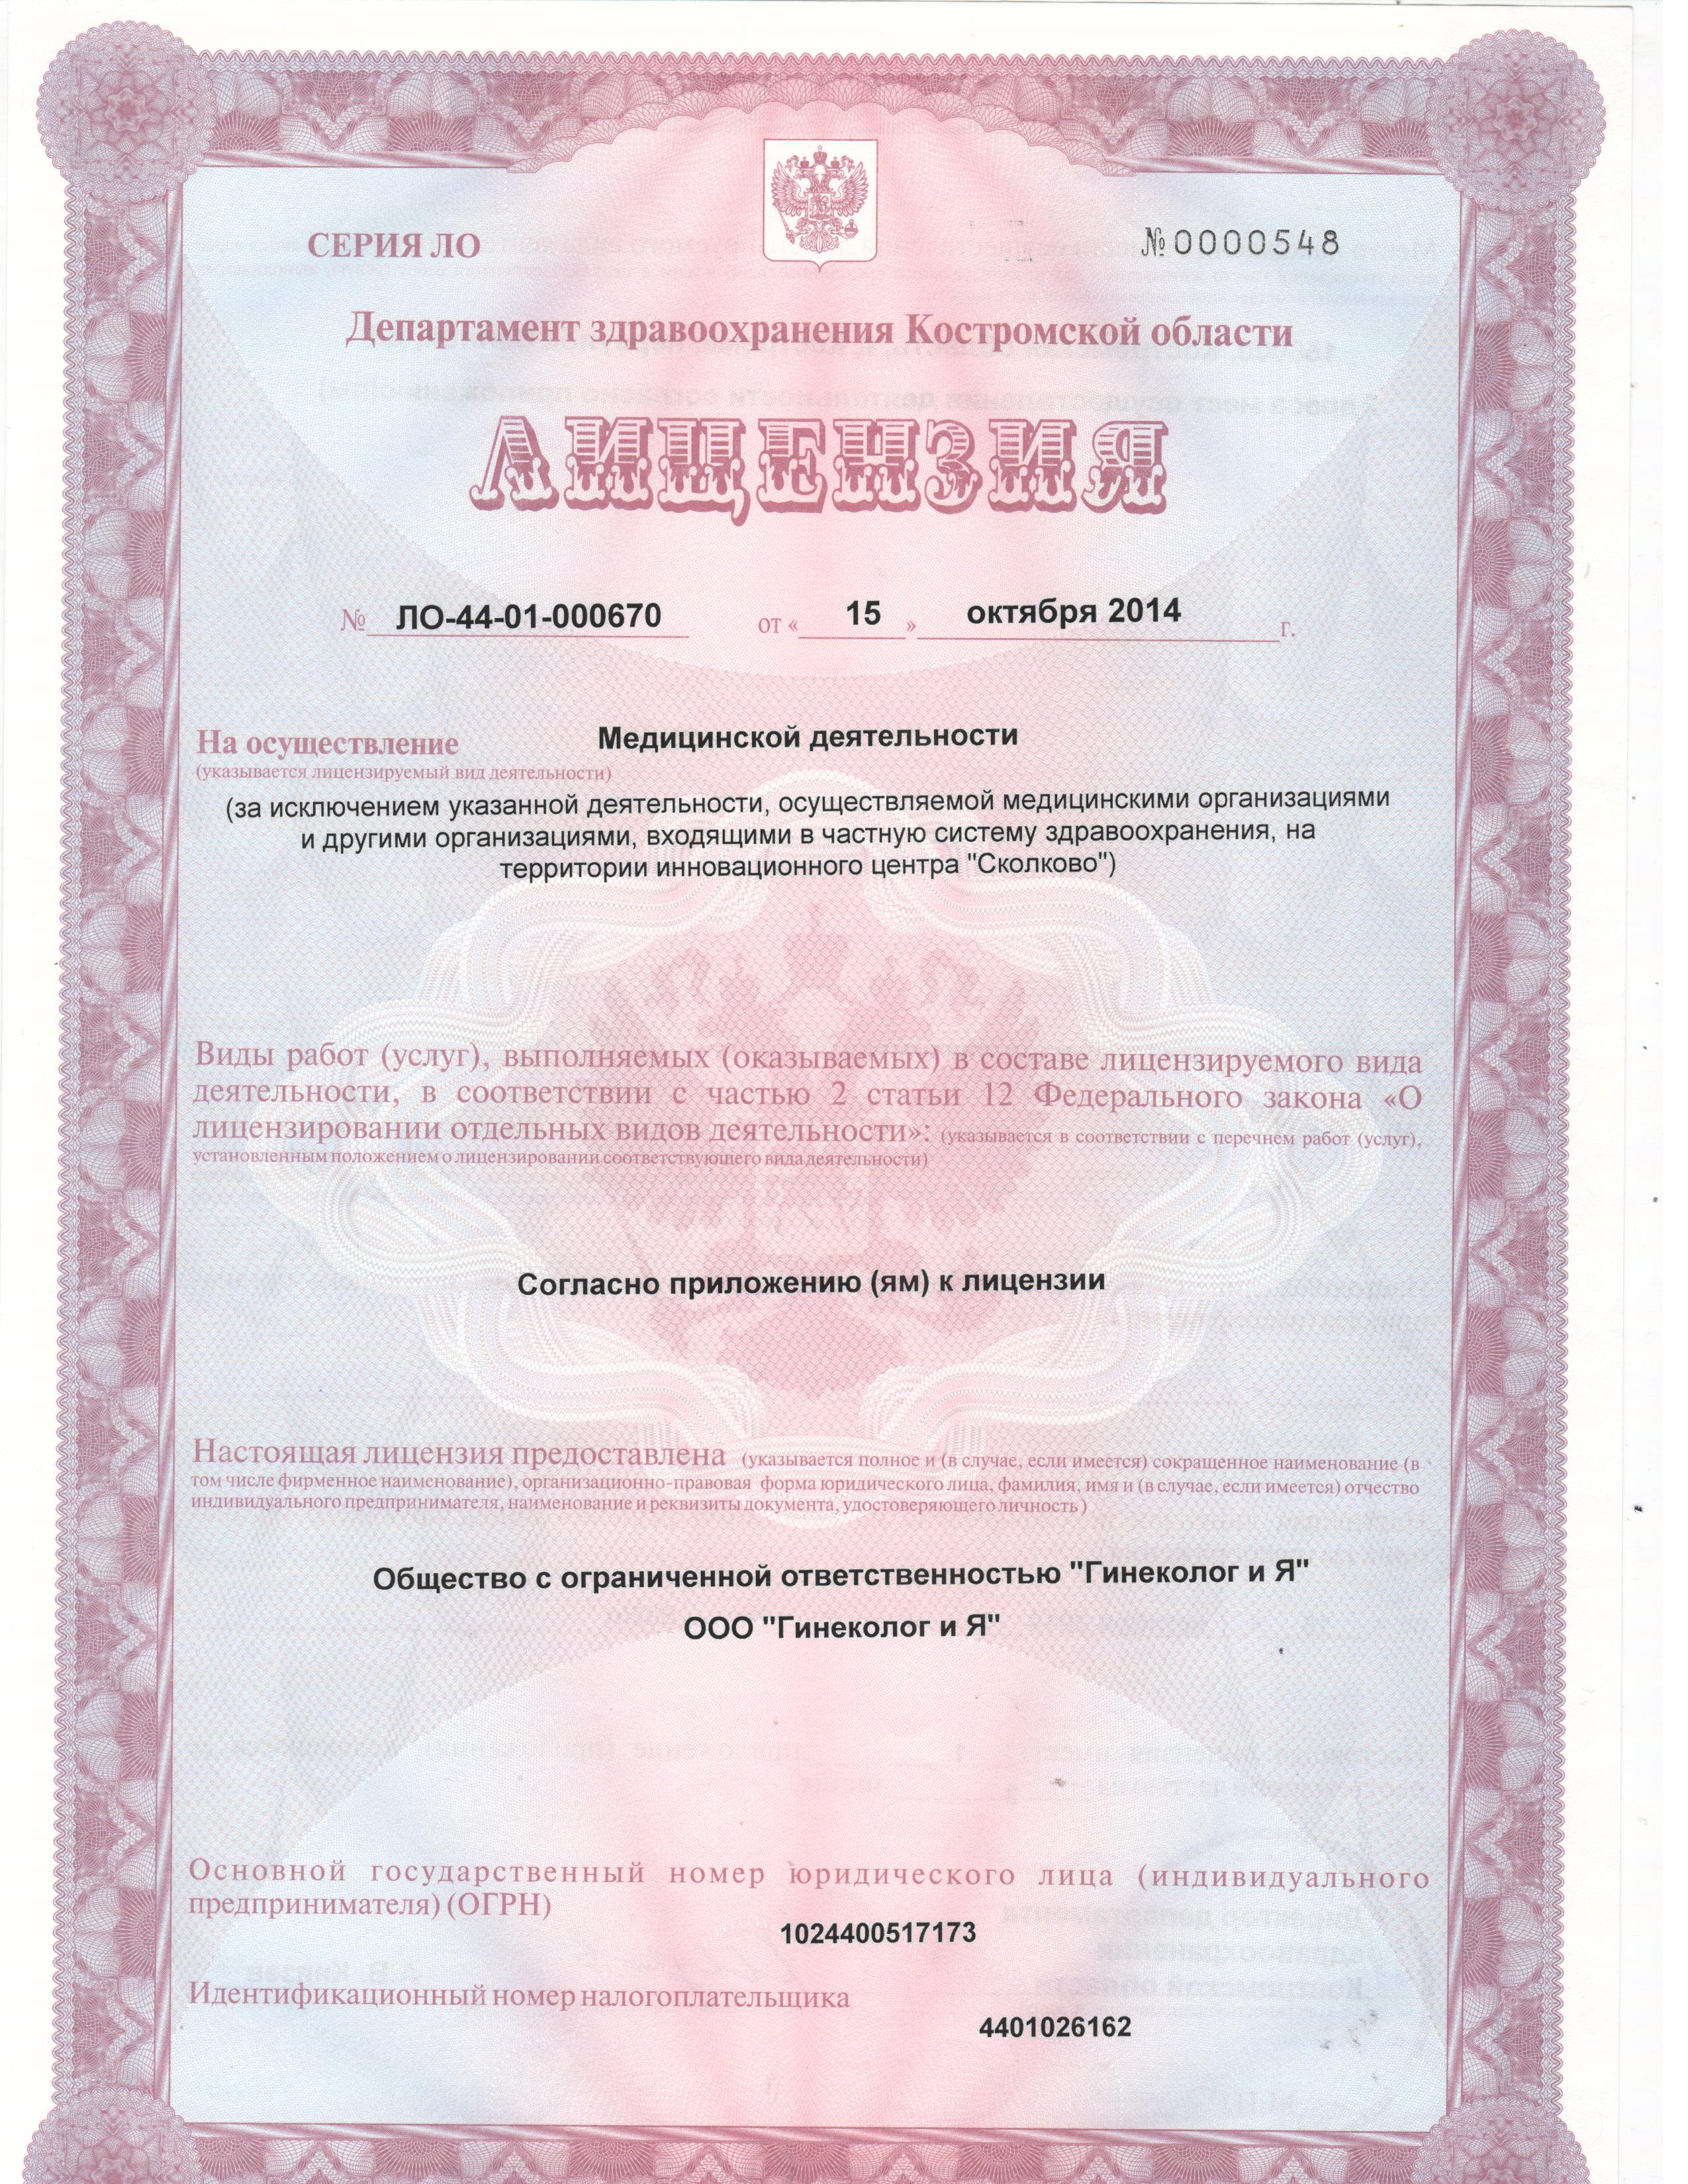 СЕРИЯ ЛО
№ 0000548
Департамент здравоохранения Костромской области
ЛИЦЕНЗИЯ
№ ЛО-44-01-000670 от « 15 » октября 2014 г.
На осуществление Медицинской деятельности
(указывается лицензируемый вид деятельности)
(за исключением указанной деятельности, осуществляемой медицинскими организациями
и другими организациями, входящими в частную систему здравоохранения, на
территории инновационного центра "Сколково")
Виды работ (услуг), выполняемых (оказываемых) в составе лицензируемого вида
деятельности, в соответствии с частью 2 статьи 12 Федерального закона «О
лицензировании отдельных видов деятельности»: (указывается в соответствии с перечнем работ (услуг),
установленным положением о лицензировании соответствующего вида деятельности)
Согласно приложению (ям) к лицензии
Настоящая лицензия предоставлена (указывается полное и (в случае, если имеется) сокращенное наименование (в
том числе фирменное наименование), организационно-правовая форма юридического лица, фамилия, имя и (в случае, если имеется) отчество
индивидуального предпринимателя, наименование и реквизиты документа, удостоверяющего личность)
Общество с ограниченной ответственностью "Гинеколог и Я"
ООО "Гинеколог и Я"
Основной государственный номер юридического лица (индивидуального
предпринимателя) (ОГРН)
1024400517173
Идентификационный номер налогоплательщика
4401026162